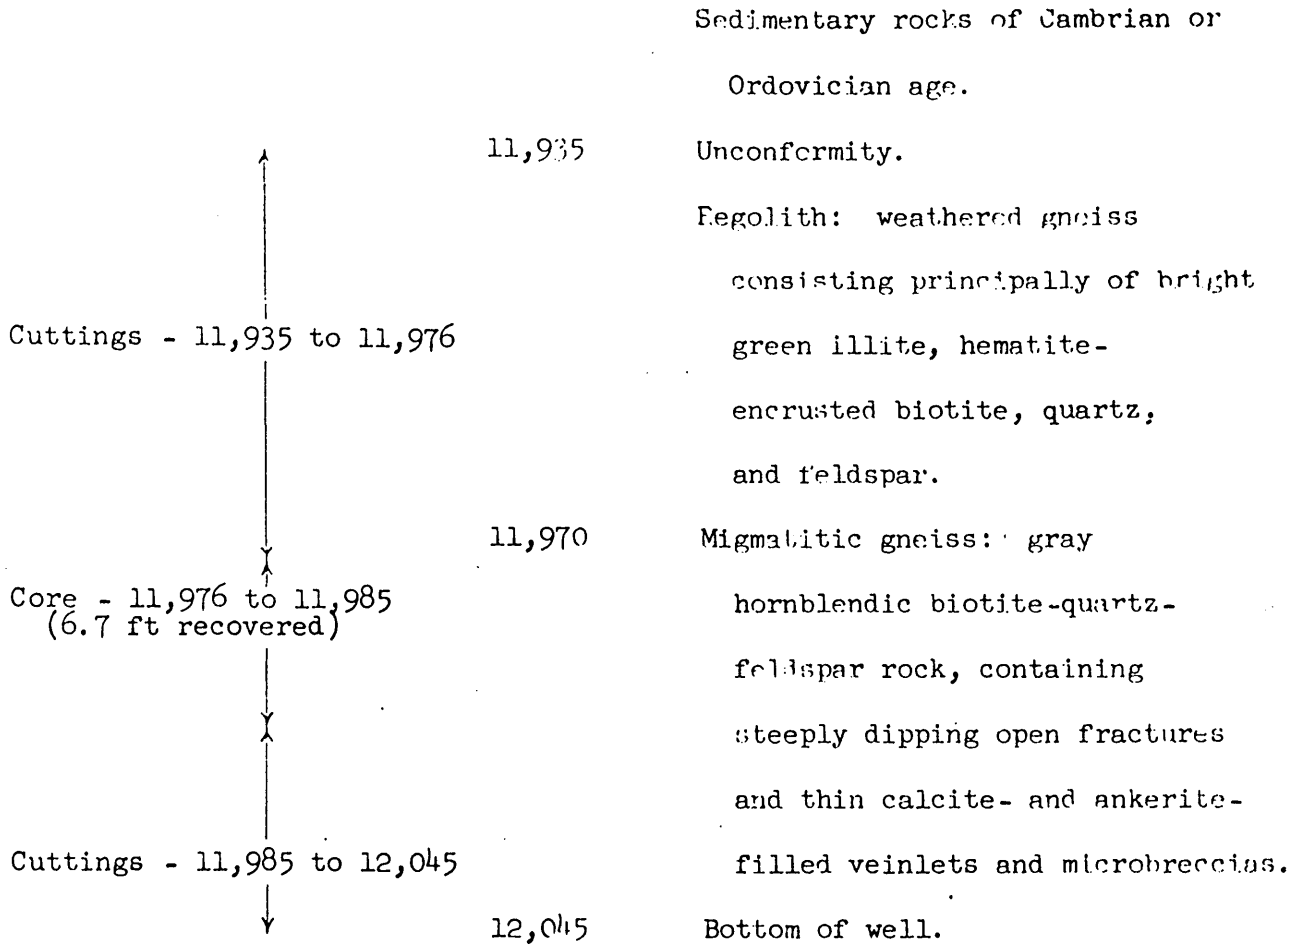 Sedimentary rocks of Cambrian or
Ordovician age.
11,935 Unconformity.
Regolith: weathered gneiss
consisting principally of bright
Cuttings - 11,935 to 11,976 green illite, hematite-
encrusted biotite, quartz,
and feldspar.
11,970 Migmatitic gneiss: gray
Core - 11,976 to 11,985 hornblendic biotite-quartz-
(6.7 ft recovered)
feldspar rock, containing
steeply dipping open fractures
and thin calcite- and ankerite-
Cuttings - 11,985 to 12,045 filled veinlets and microbreccias.
12,045 Bottom of well.